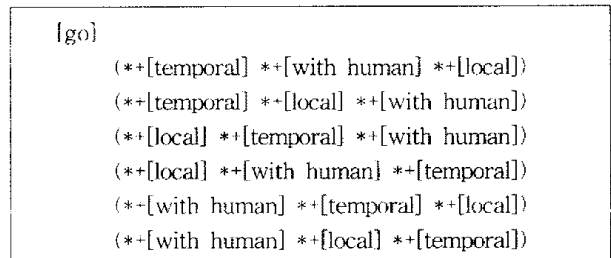 [go]
(*+[temporal] *+[with human] *+[local])
(*+[temporal] *+[local] *+[with human])
(*+[local] *+[temporal] *+[with human])
(*+[local] *+[with human] *+[temporal])
(*+[with human] *+[temporal] *+[local])
(*+[with human] *+[local] *+[temporal])